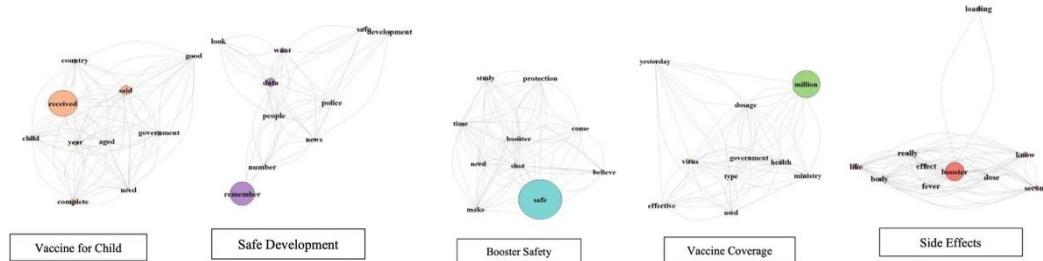 country
good
said
received
child
year
aged
government
need
complete
Vaccine for Child
look
want
safe
development
data
people
police
news
number
remember
Safe Development
study
protection
time
booster
come
need
shot
believe
make
safe
Booster Safety
yesterday
million
dosage
virus
government
health
type
ministry
effective
used
Vaccine Coverage
loading
really
know
like
effect
booster
body
dose
fever
second
Side Effects